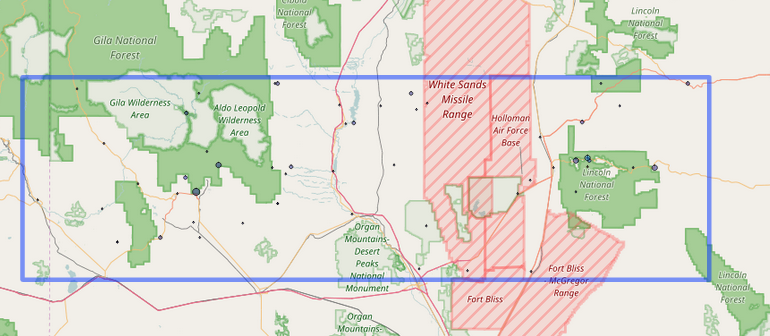 Cibola
National
Forest
Lincoln
National
Forest
Gila National
Forest
White Sands
Missile
Range
Gila Wilderness
Area
Aldo Leopold
Wilderness
Area
Holloman
Air Force
Base
Lincoln
National
Forest
Organ
Mountains-
Desert
Peaks
National
Monument
Fort Bliss
- McGregor
Range
Lincoln
National
Forest
Fort Bliss
Organ
Mountains-